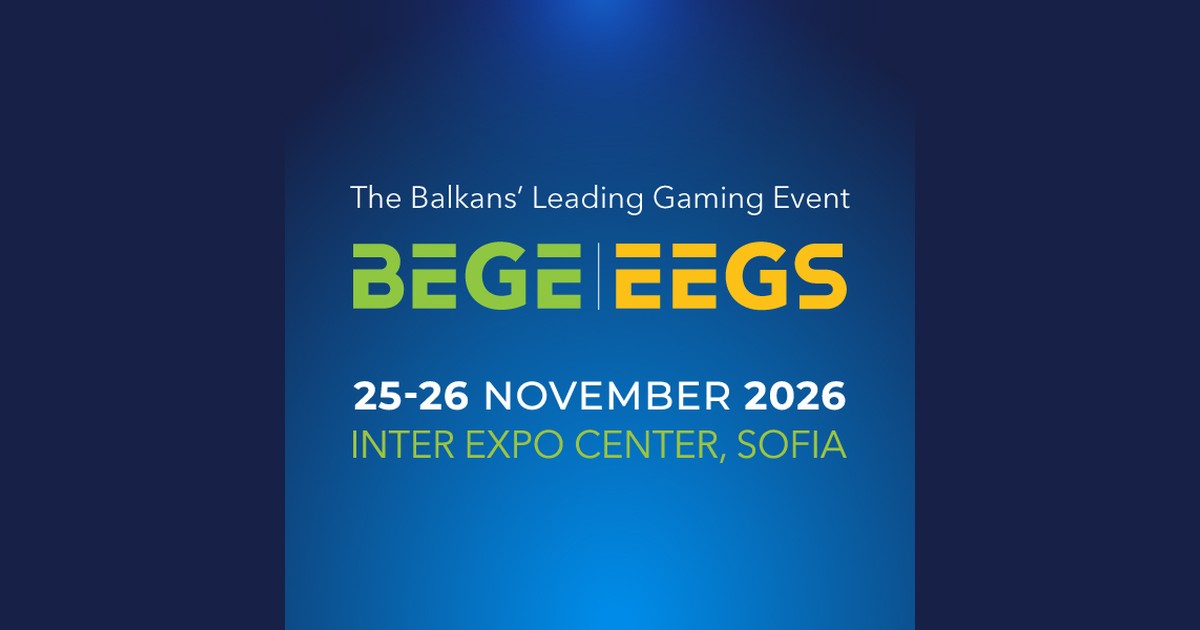 The Balkans’ Leading Gaming Event
BEGE | EEGS
25-26 NOVEMBER 2026
INTER EXPO CENTER, SOFIA